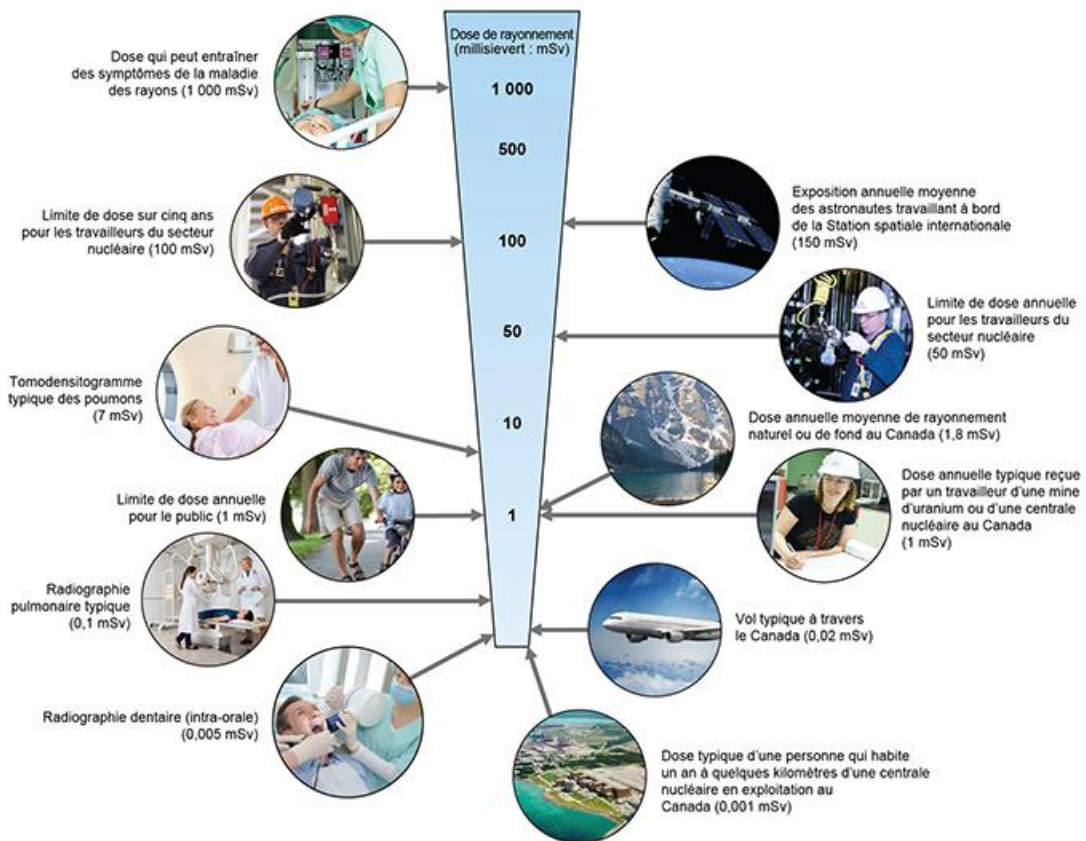 Dose de rayonnement
(millisievert : mSv)
Dose qui peut entraîner
des symptômes de la maladie
des rayons (1 000 mSv)
1 000
500
Exposition annuelle moyenne
des astronautes travaillant à bord
de la Station spatiale internationale
(150 mSv)
Limite de dose sur cinq ans
pour les travailleurs du secteur
nucléaire (100 mSv)
100
Limite de dose annuelle
pour les travailleurs du
secteur nucléaire
(50 mSv)
50
Tomodensitogramme
typique des poumons
(7 mSv)
10
Dose annuelle moyenne de rayonnement
naturel ou de fond au Canada (1,8 mSv)
Limite de dose annuelle
pour le public (1 mSv)
1
Dose annuelle typique reçue
par un travailleur d'une mine
d'uranium ou d'une centrale
nucléaire au Canada
(1 mSv)
Radiographie
pulmonaire typique
(0,1 mSv)
Vol typique à travers
le Canada (0,02 mSv)
Radiographie dentaire (intra-orale)
(0,005 mSv)
Dose typique d'une personne qui habite
un an à quelques kilomètres d'une centrale
nucléaire en exploitation au
Canada (0,001 mSv)